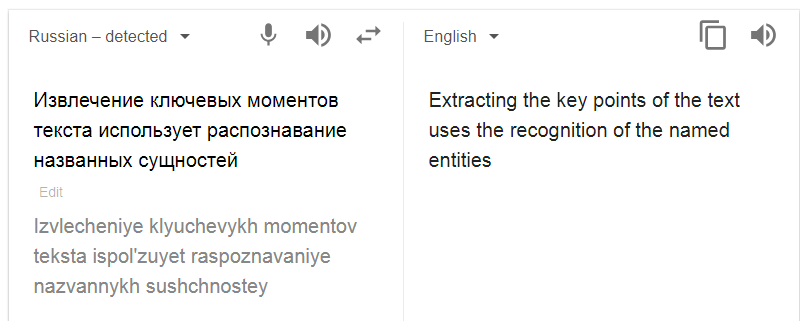 Russian – detected
English
Извлечение ключевых моментов
текста использует распознавание
названных сущностей
Edit
Izvlecheniye klyuchevykh momentov
teksta ispol'zuyet raspoznavaniye
nazvannykh sushchnostey
Extracting the key points of the text
uses the recognition of the named
entities